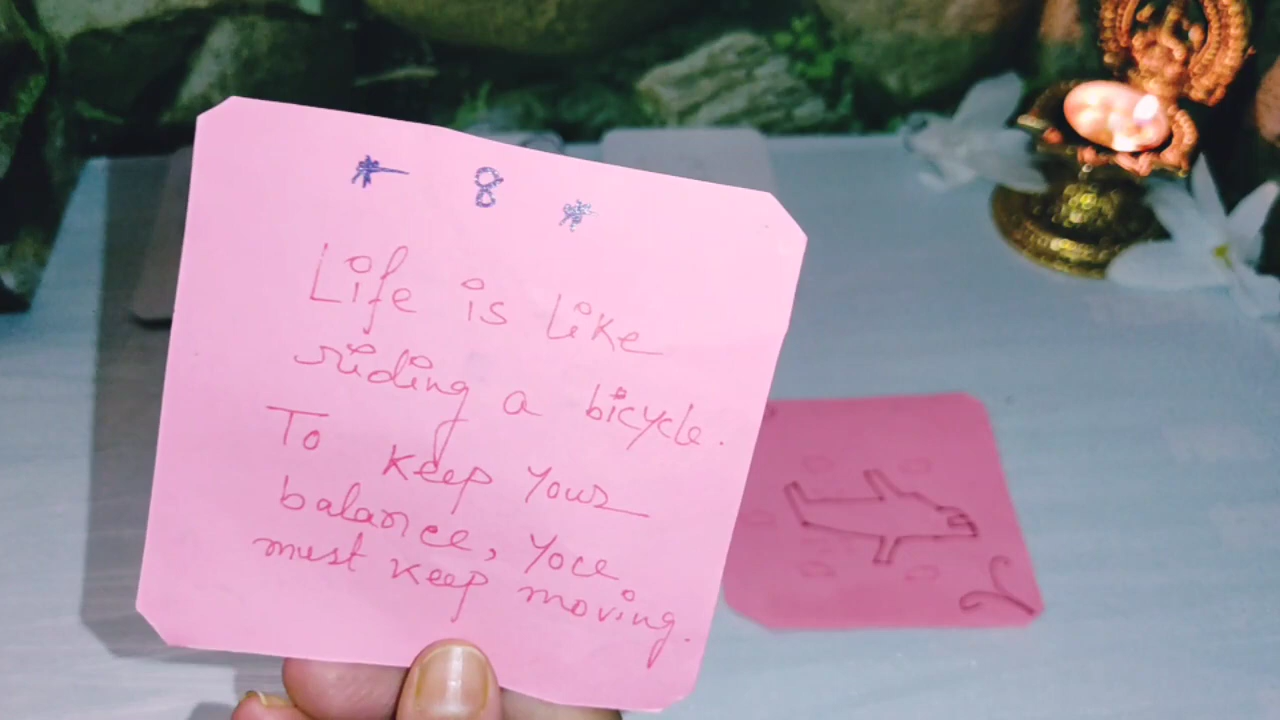 * 8 *
Life is like
riding a bicycle.
To keep your
balance, you
must keep moving.